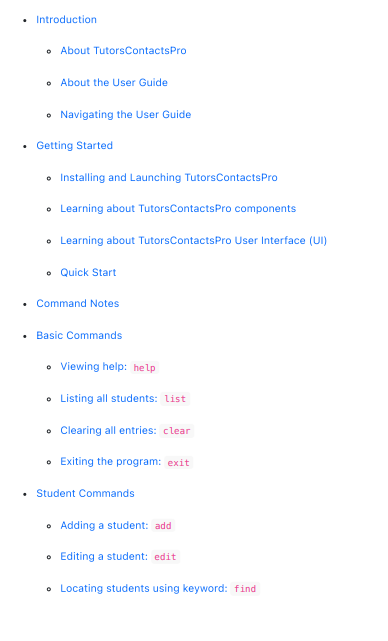 Introduction
About TutorsContactsPro
About the User Guide
Navigating the User Guide
Getting Started
Installing and Launching TutorsContactsPro
Learning about TutorsContactsPro components
Learning about TutorsContactsPro User Interface (UI)
Quick Start
Command Notes
Basic Commands
Viewing help: help
Listing all students: list
Clearing all entries: clear
Exiting the program: exit
Student Commands
Adding a student: add
Editing a student: edit
Locating students using keyword: find